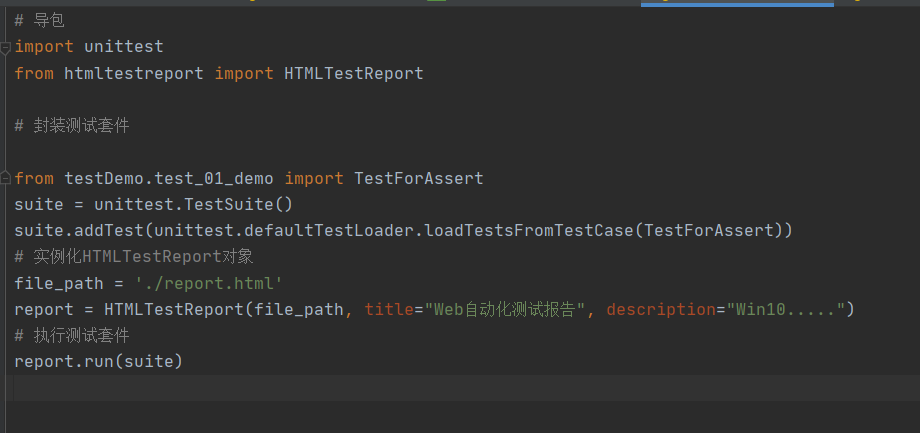 # 导包
import unittest
from htmltestreport import HTMLTestReport
# 封装测试套件
from testDemo.test_01_demo import TestForAssert
suite = unittest.TestSuite()
suite.addTest(unittest.defaultTestLoader.loadTestsFromTestCase(TestForAssert))
# 实例化HTMLTestReport对象
file_path = './report.html'
report = HTMLTestReport(file_path, title="Web自动化测试报告", description="Win10.....")
# 执行测试套件
report.run(suite)